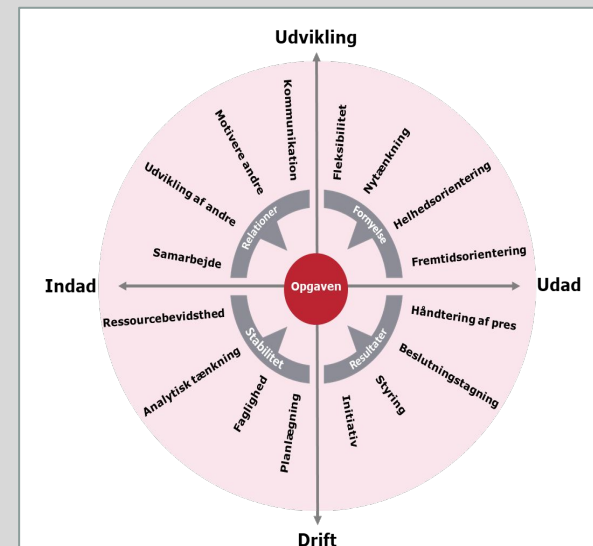 Udvikling
Kommunikation
Motivere andre
Udvikling af andre
Samarbejde
Relationer
Fleksibilitet
Nytænkning
Helhedsorientering
Fremtidsorientering
Fornyelse
Indad
Opgaven
Udad
Ressourcebevidsthed
Analytisk tænkning
Faglighed
Planlægning
Stabilitet
Håndtering af pres
Beslutningstagning
Styring
Initiativ
Resultater
Drift